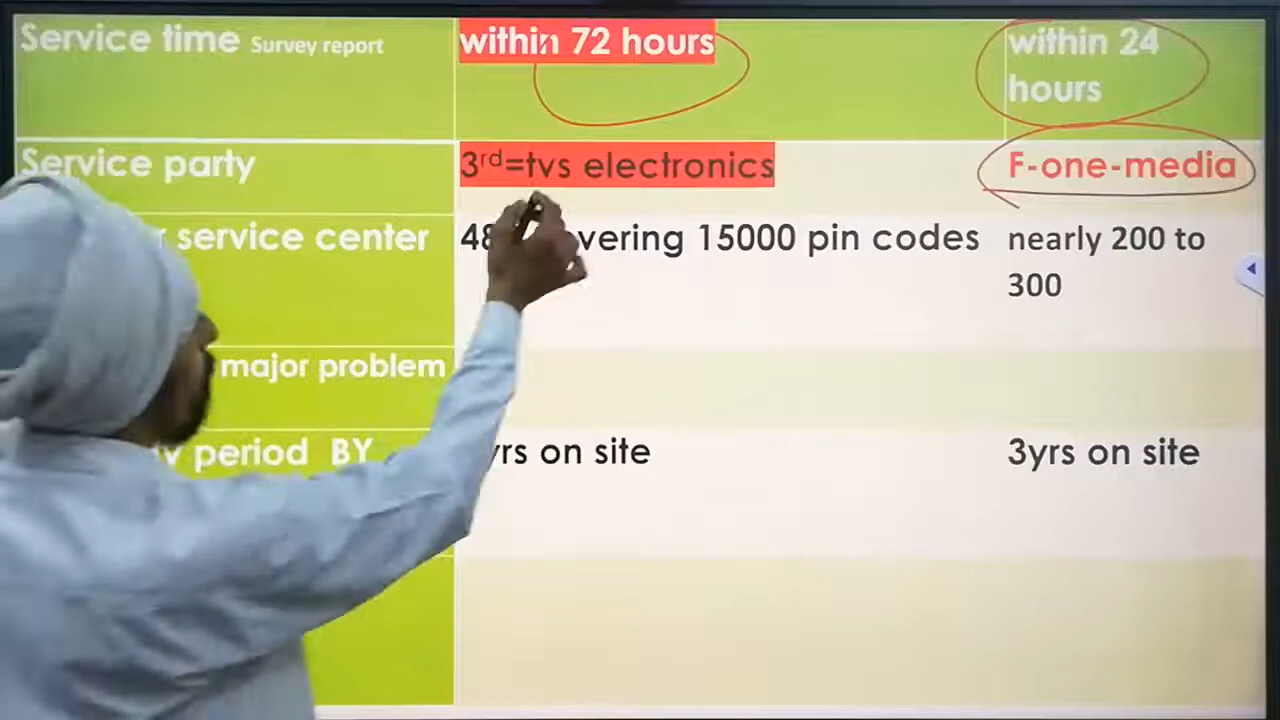 Service time Survey report within 72 hours within 24
hours
Service party 3rd=tvs electronics F-one-media
service center 48 covering 15000 pin codes nearly 200 to
300
major problem
period BY yrs on site 3yrs on site